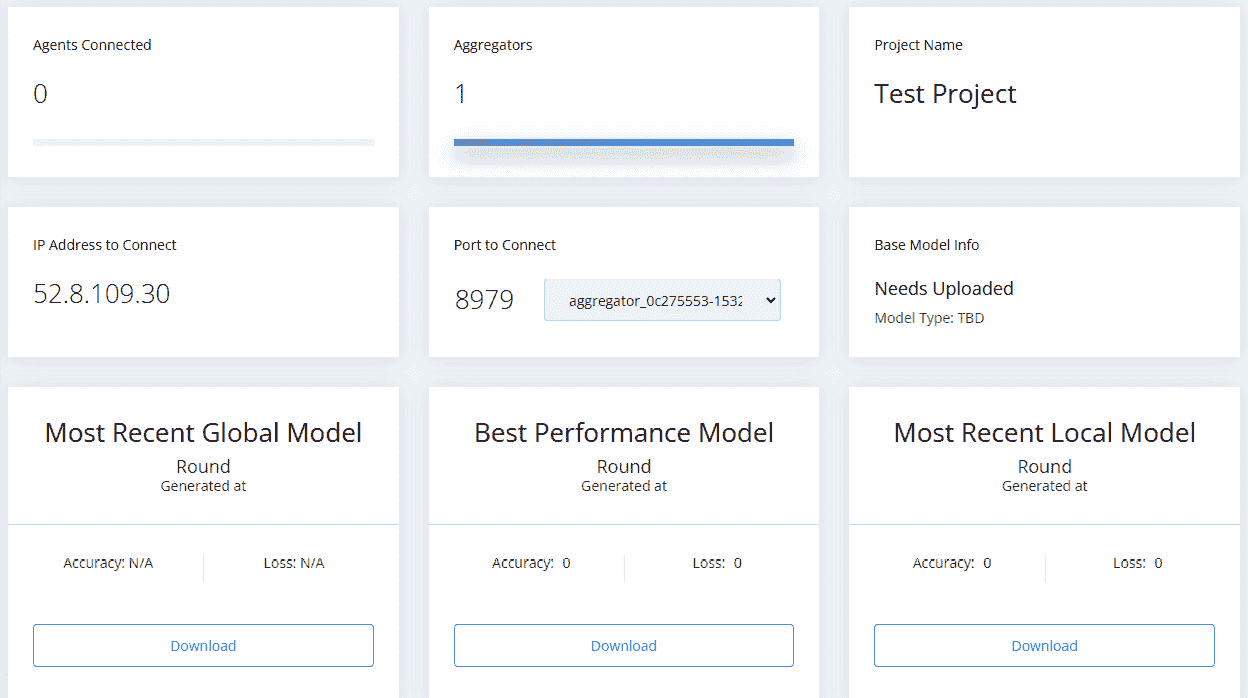 Agents Connected
0
Aggregators
1
Project Name
Test Project
IP Address to Connect
52.8.109.30
Port to Connect
8979
aggregator_0c275553-1532
Base Model Info
Needs Uploaded
Model Type: TBD
Most Recent Global Model
Round
Generated at
Accuracy: N/A
Loss: N/A
Download
Best Performance Model
Round
Generated at
Accuracy: 0
Loss: 0
Download
Most Recent Local Model
Round
Generated at
Accuracy: 0
Loss: 0
Download